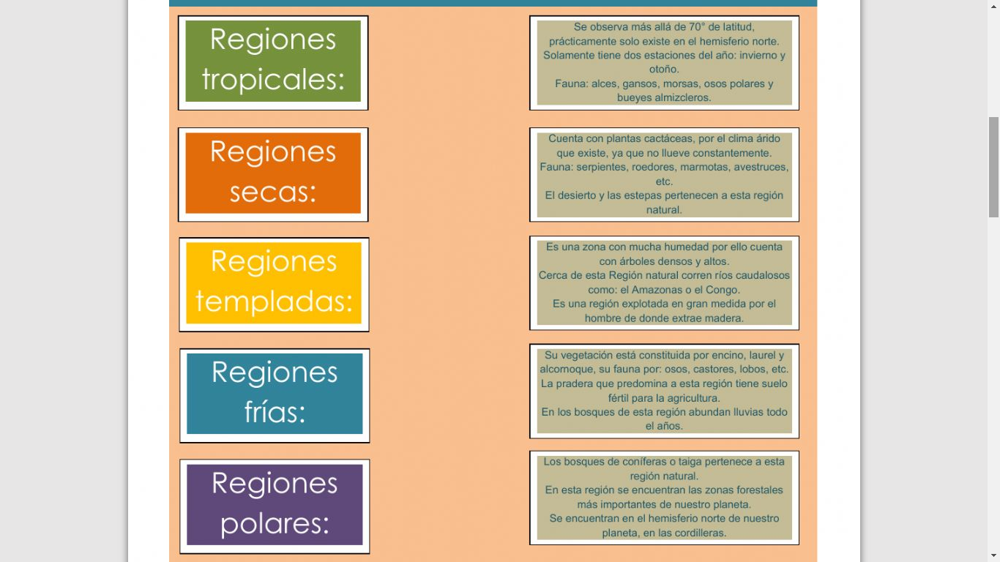 Regiones
tropicales:
Se observa más allá de 70° de latitud,
prácticamente solo existe en el hemisferio norte.
Solamente tiene dos estaciones del año: invierno y
otoño.
Fauna: alces, gansos, morsas, osos polares y
bueyes almizcleros.
Regiones
secas:
Cuenta con plantas cactáceas, por el clima árido
que existe, ya que no llueve constantemente.
Fauna: serpientes, roedores, marmotas, avestruces,
etc.
El desierto y las estepas pertenecen a esta región
natural.
Regiones
templadas:
Es una zona con mucha humedad por ello cuenta
con árboles densos y altos.
Cerca de esta Región natural corren ríos caudalosos
como: el Amazonas o el Congo.
Es una región explotada en gran medida por el
hombre de donde extrae madera.
Regiones
frías:
Su vegetación está constituida por encino, laurel y
alcornoque, su fauna por: osos, castores, lobos, etc.
La pradera que predomina a esta región tiene suelo
fértil para la agricultura.
En los bosques de esta región abundan lluvias todo
el años.
Regiones
polares:
Los bosques de coníferas o taiga pertenece a esta
región natural.
En esta región se encuentran las zonas forestales
más importantes de nuestro planeta.
Se encuentran en el hemisferio norte de nuestro
planeta, en las cordilleras.